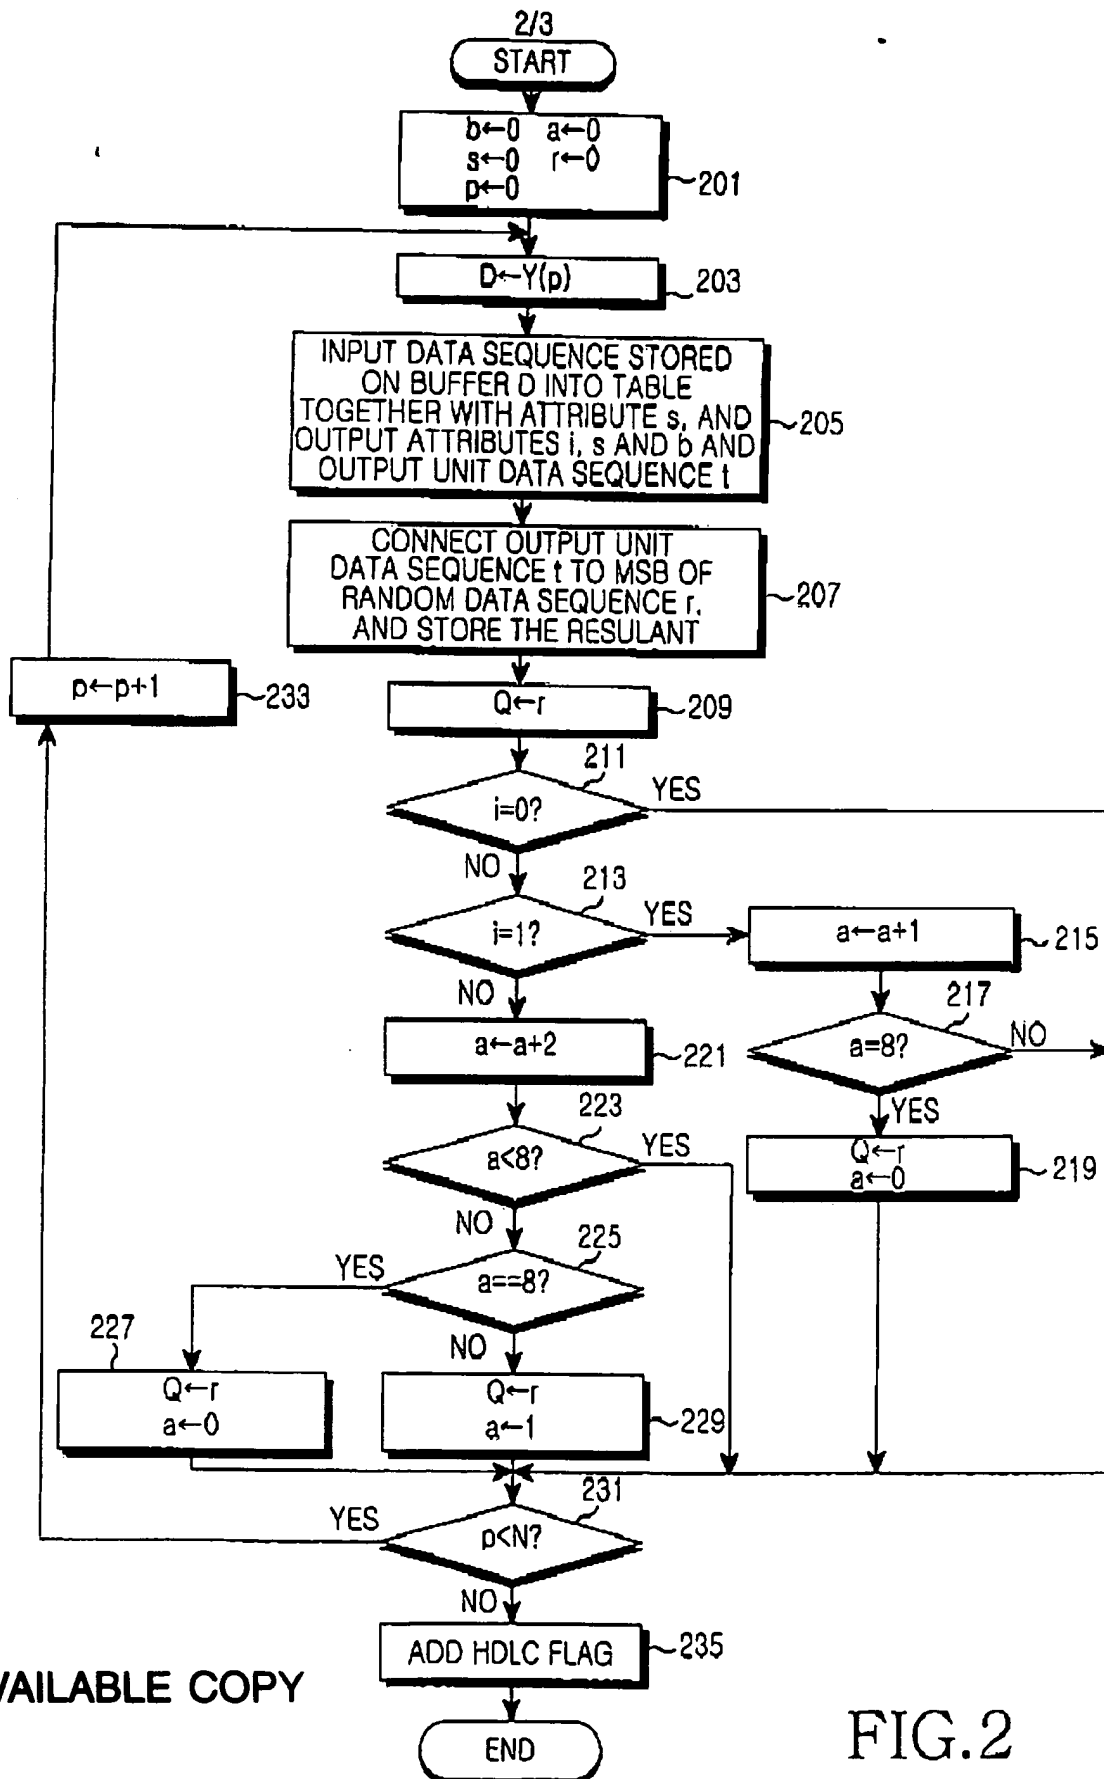 2/3
START
b←0 a←0
s←0 r←0
p←0
201
D←Y(p)
203
INPUT DATA SEQUENCE STORED
ON BUFFER D INTO TABLE
TOGETHER WITH ATTRIBUTE s, AND
OUTPUT ATTRIBUTES i, s AND b AND
OUTPUT UNIT DATA SEQUENCE t
205
CONNECT OUTPUT UNIT
DATA SEQUENCE t TO MSB OF
RANDOM DATA SEQUENCE r,
AND STORE THE RESULANT
207
p←p+1
233
Q←r
209
211
i=0?
YES
NO
213
i=1?
YES
a←a+1
215
NO
217
a←a+2
221
a=8?
NO
YES
223
a<8?
YES
Q←r
a←0
219
NO
225
YES
a==8?
227
NO
Q←r
a←0
Q←r
a←1
229
231
YES
p<N?
NO
ADD HDLC FLAG
235
VAILABLE COPY
END
FIG.2